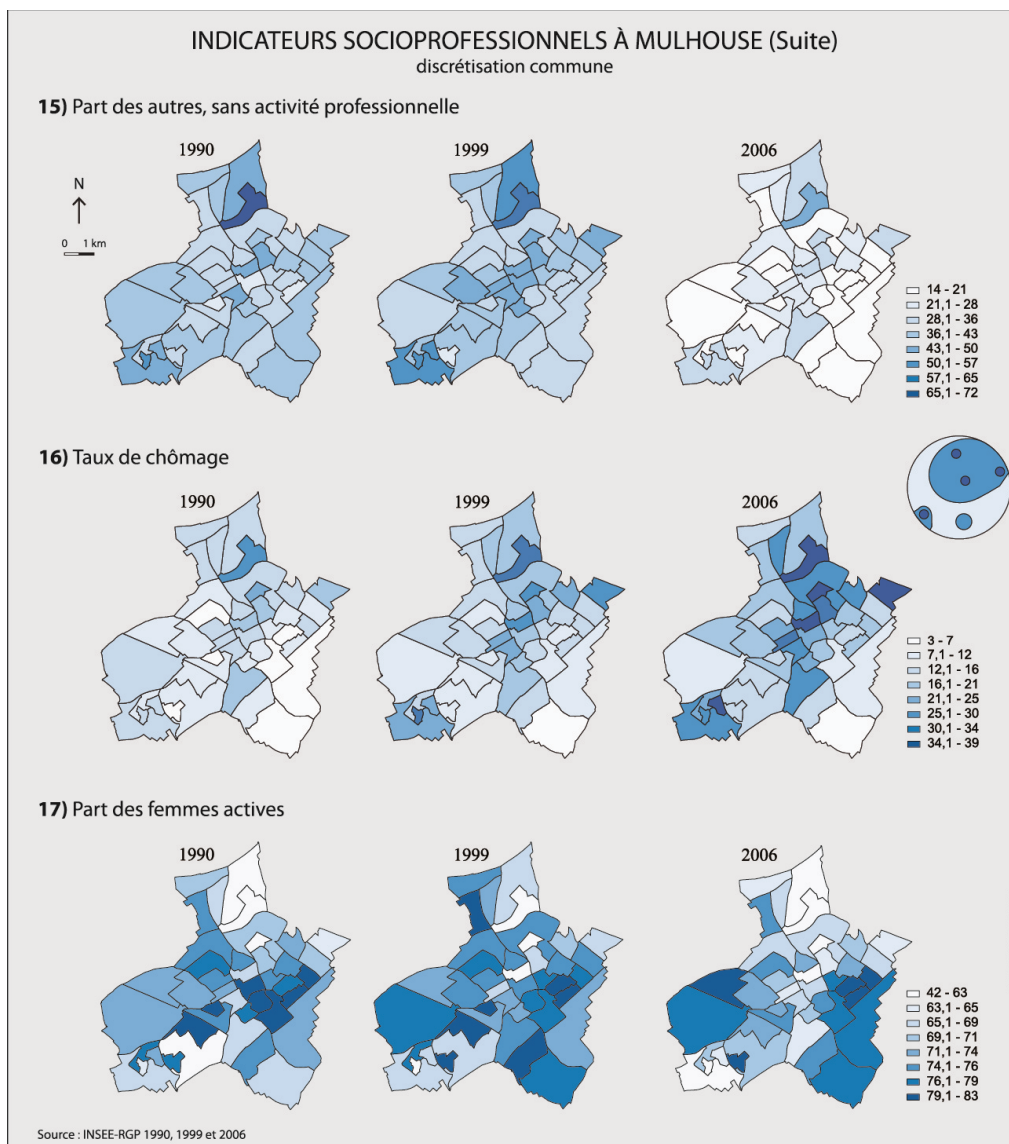 INDICATEURS SOCIOPROFESSIONNELS À MULHOUSE (Suite)
discrétisation commune
15) Part des autres, sans activité professionnelle
1990
1999
2006
N
0 1 km
14 - 21
21,1 - 28
28,1 - 36
36,1 - 43
43,1 - 50
50,1 - 57
57,1 - 65
65,1 - 72
16) Taux de chômage
1990
1999
2006
3 - 7
7,1 - 12
12,1 - 16
16,1 - 21
21,1 - 25
25,1 - 30
30,1 - 34
34,1 - 39
17) Part des femmes actives
1990
1999
2006
42 - 63
63,1 - 65
65,1 - 69
69,1 - 71
71,1 - 74
74,1 - 76
76,1 - 79
79,1 - 83
Source : INSEE-RGP 1990, 1999 et 2006